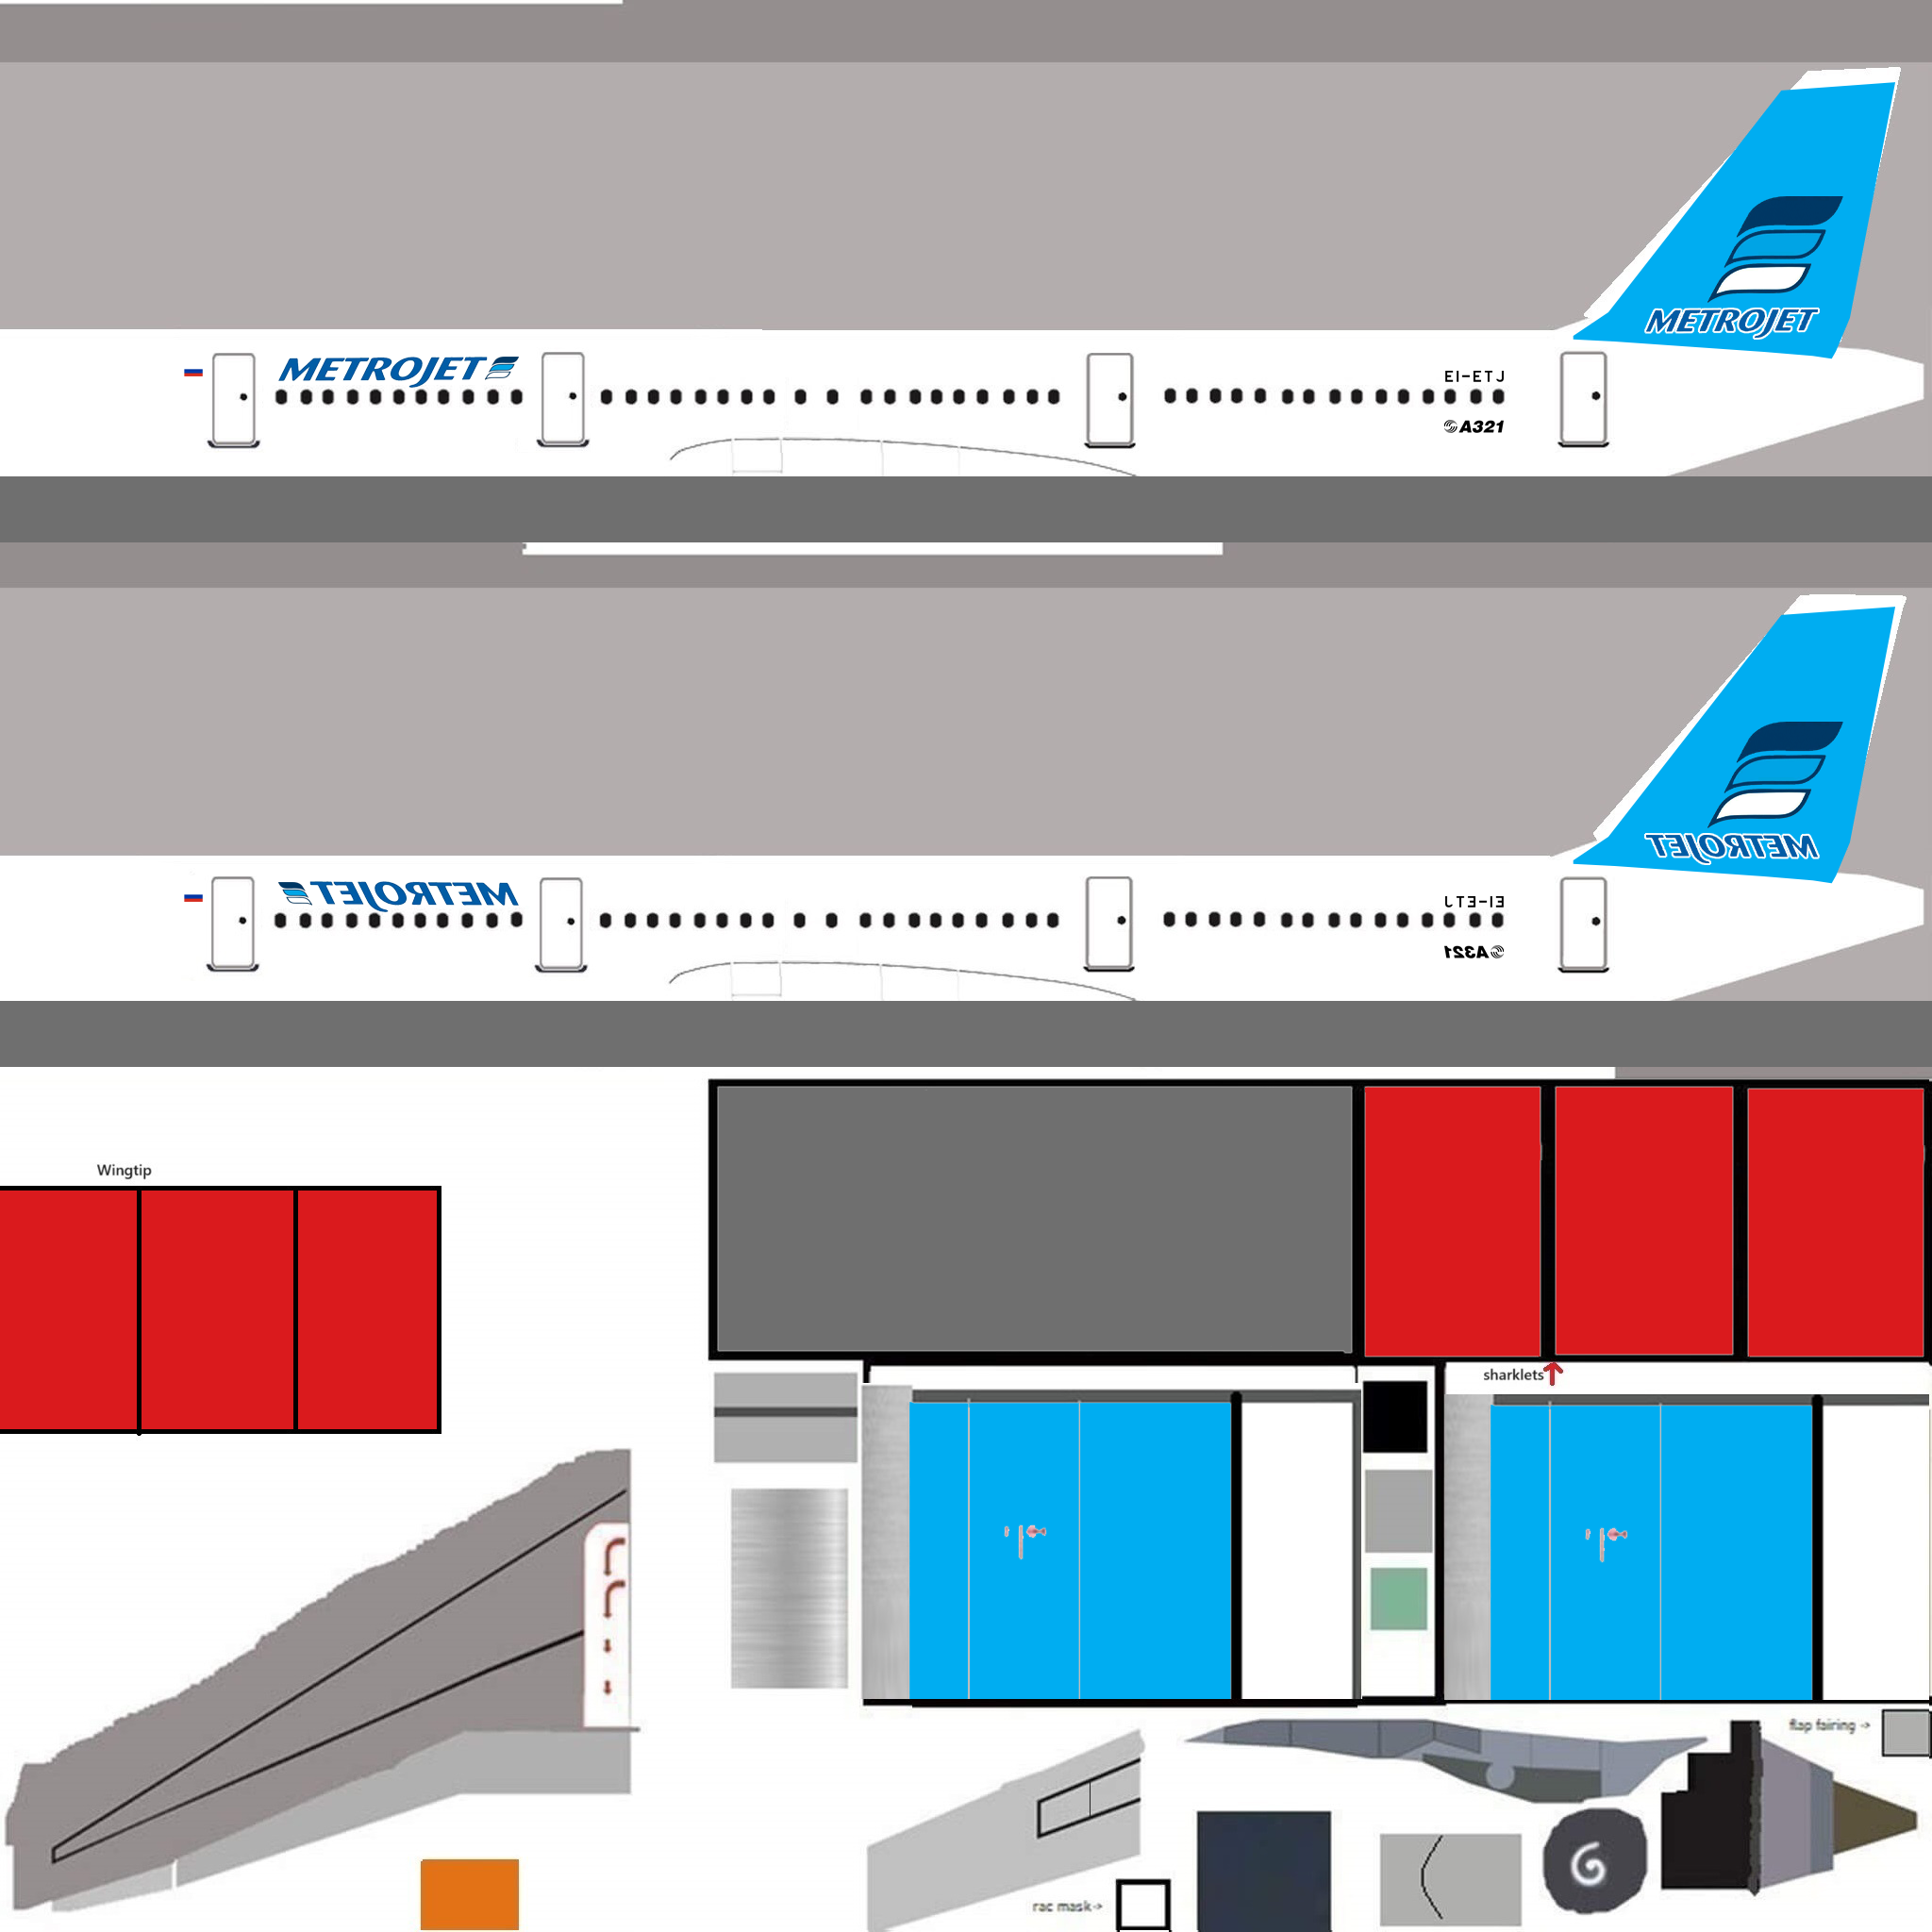 METROJET
METROJET
EI-ETJ
A321
METROJET
METROJET
EI-ETJ
A321
Wingtip
sharklets
flap fairing ->
rac mask->